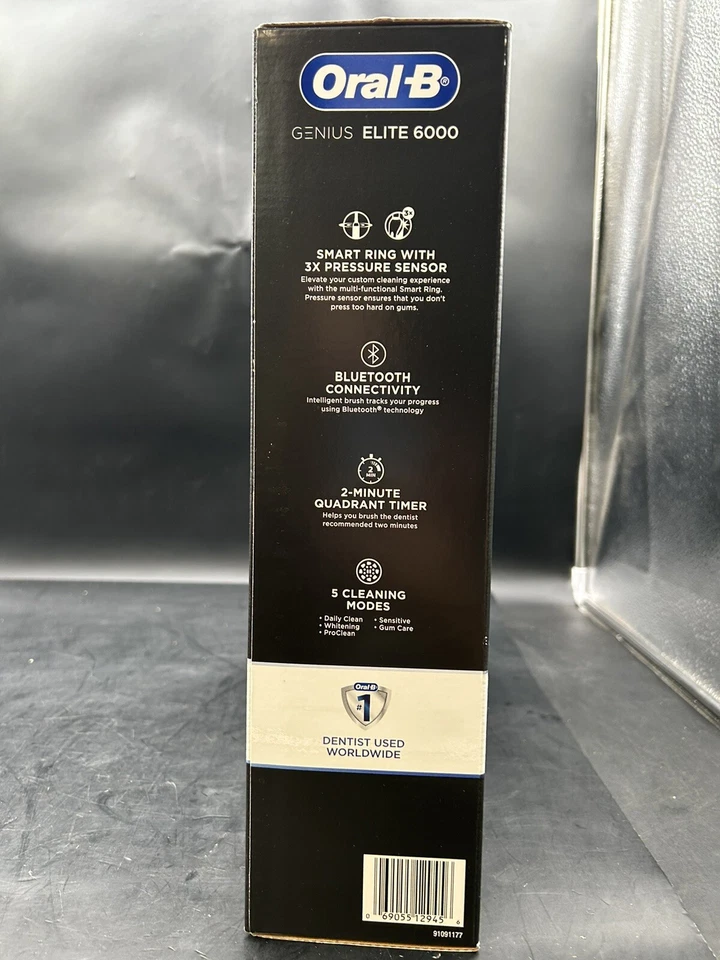 Oral-B®
GENIUS ELITE 6000
3X
SMART RING WITH
3X PRESSURE SENSOR
Elevate your custom cleaning experience
with the multi-functional Smart Ring.
Pressure sensor ensures that you don't
press too hard on gums.
BLUETOOTH
CONNECTIVITY
Intelligent brush tracks your progress
using Bluetooth® technology
2
MIN
2-MINUTE
QUADRANT TIMER
Helps you brush the dentist
recommended two minutes
5 CLEANING
MODES
• Daily Clean • Sensitive
• Whitening • Gum Care
• ProClean
Oral-B
#1
DENTIST USED
WORLDWIDE
0 69055 12945 6
91091177